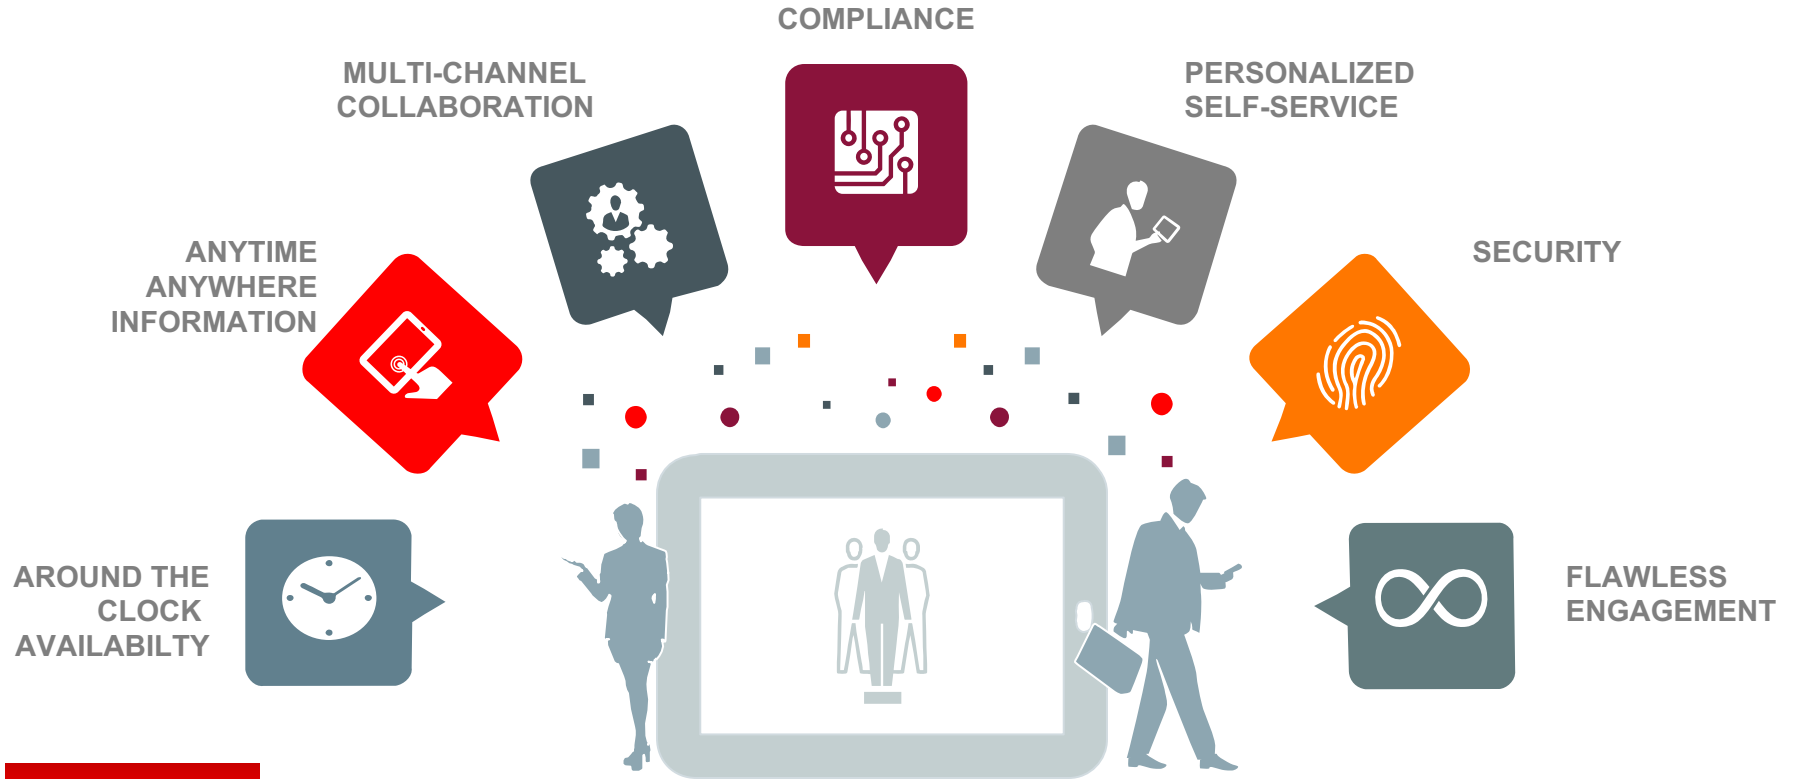 COMPLIANCE
MULTI-CHANNEL
COLLABORATION
PERSONALIZED
SELF-SERVICE
ANYTIME
ANYWHERE
INFORMATION
SECURITY
AROUND THE
CLOCK
AVAILABILTY
FLAWLESS
ENGAGEMENT